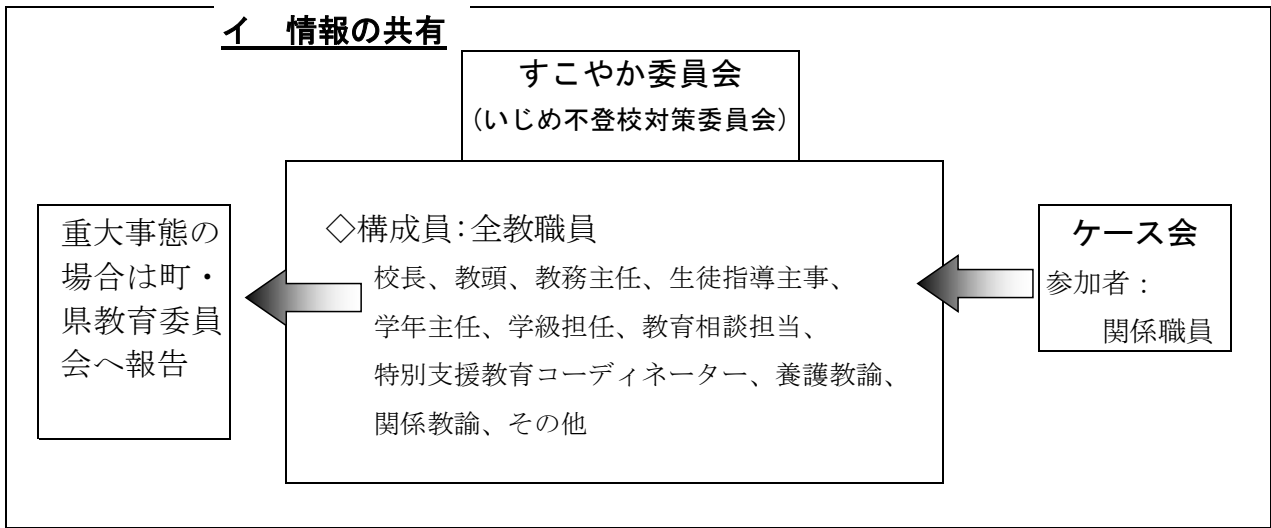 イ 情報の共有
すこやか委員会
(いじめ不登校対策委員会)
重大事態の
場合は町・
県教育委員
会へ報告
◇構成員:全教職員
校長、教頭、教務主任、生徒指導主事、
学年主任、学級担任、教育相談担当、
特別支援教育コーディネーター、養護教諭、
関係教諭、その他
ケース会
参加者:
関係職員